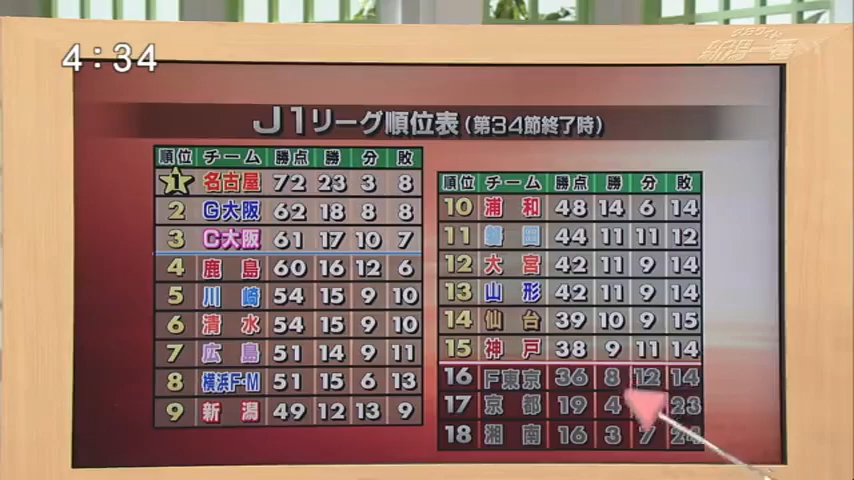 4:34
新潟一番
J1リーグ順位表(第34節終了時)
順位 チーム 勝点 勝 分 敗
1 名古屋 72 23 3 8
2 G大阪 62 18 8 8
3 C大阪 61 17 10 7
4 鹿島 60 16 12 6
5 川崎 54 15 9 10
6 清水 54 15 9 10
7 広島 51 14 9 11
8 横浜F・M 51 15 6 13
9 新潟 49 12 13 9
順位 チーム 勝点 勝 分 敗
10 浦和 48 14 6 14
11 磐田 44 11 11 12
12 大宮 42 11 9 14
13 山形 42 11 9 14
14 仙台 39 10 9 15
15 神戸 38 9 11 14
16 F東京 36 8 12 14
17 京都 19 4 23
18 湘南 16 3 7 24